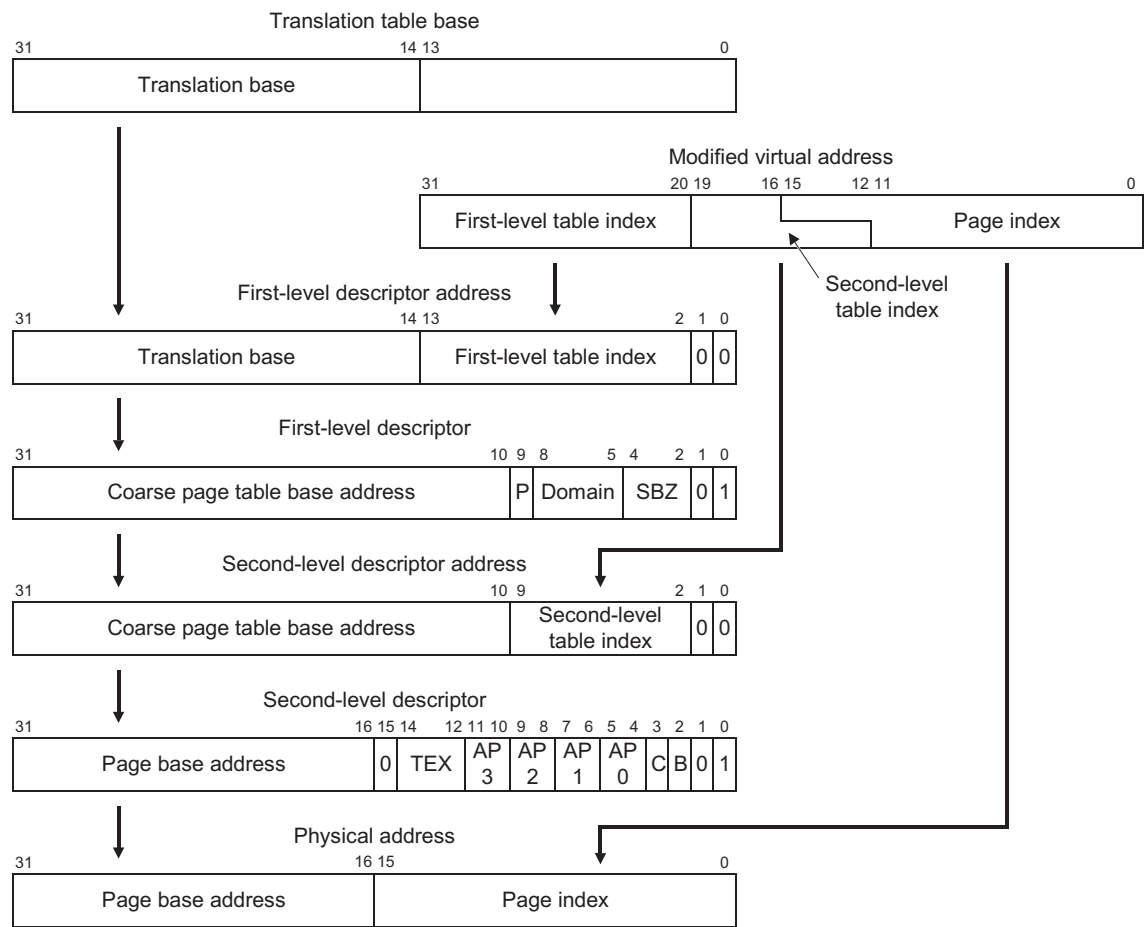 Translation table base
31 14 13 0
Translation base
Modified virtual address
31 20 19 16 15 12 11 0
First-level table index Page index
Second-level
table index
First-level descriptor address
31 14 13 2 1 0
Translation base First-level table index 0 0
First-level descriptor
31 10 9 8 5 4 2 1 0
Coarse page table base address P Domain SBZ 0 1
Second-level descriptor address
31 10 9 2 1 0
Coarse page table base address Second-level table index 0 0
Second-level descriptor
31 16 15 14 12 11 10 9 8 7 6 5 4 3 2 1 0
Page base address 0 TEX AP 3 AP 2 AP 1 AP 0 C B 0 1
Physical address
31 16 15 0
Page base address Page index